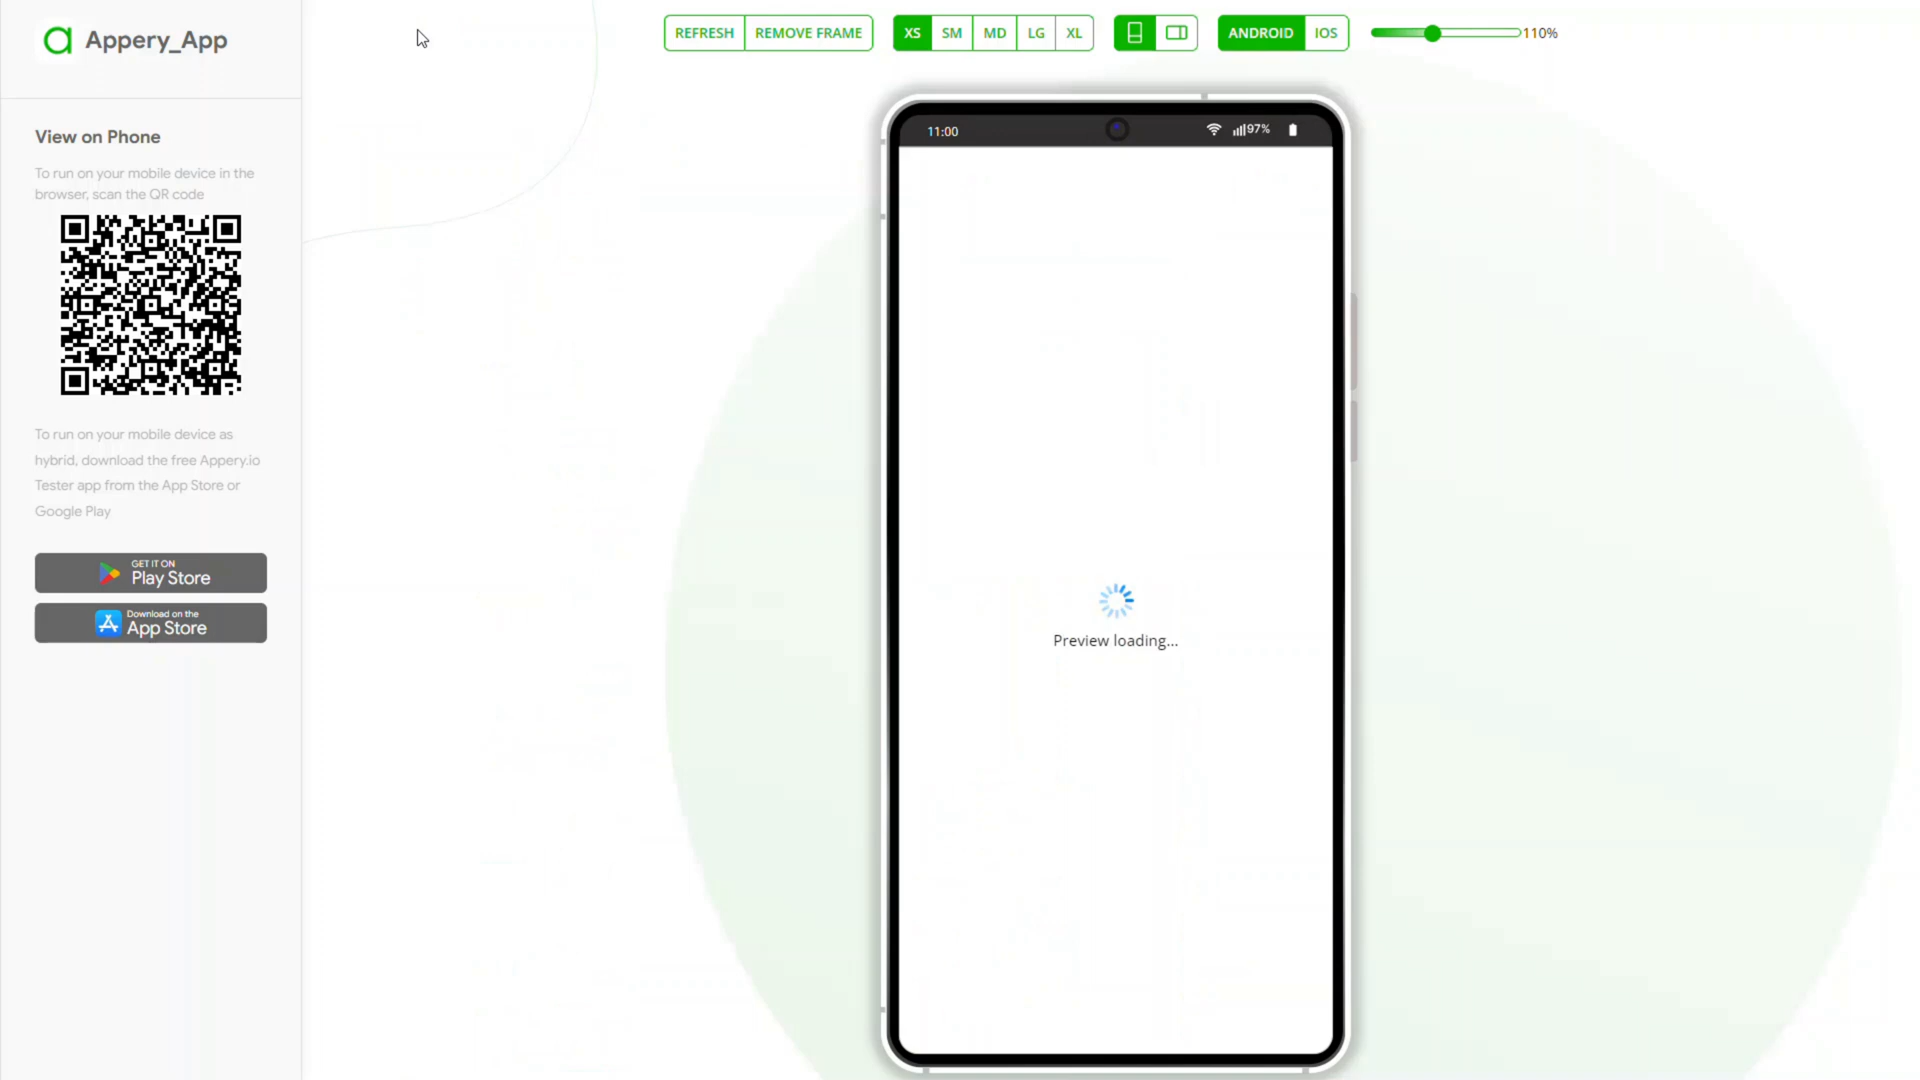 Appery_App
REFRESH
REMOVE FRAME
XS
SM
MD
LG
XL
ANDROID
IOS
110%
View on Phone
To run on your mobile device in the
browser, scan the QR code
To run on your mobile device as
hybrid, download the free Appery.io
Tester app from the App Store or
Google Play
GET IT ON
Play Store
Download on the
App Store
11:00
97%
Preview loading...